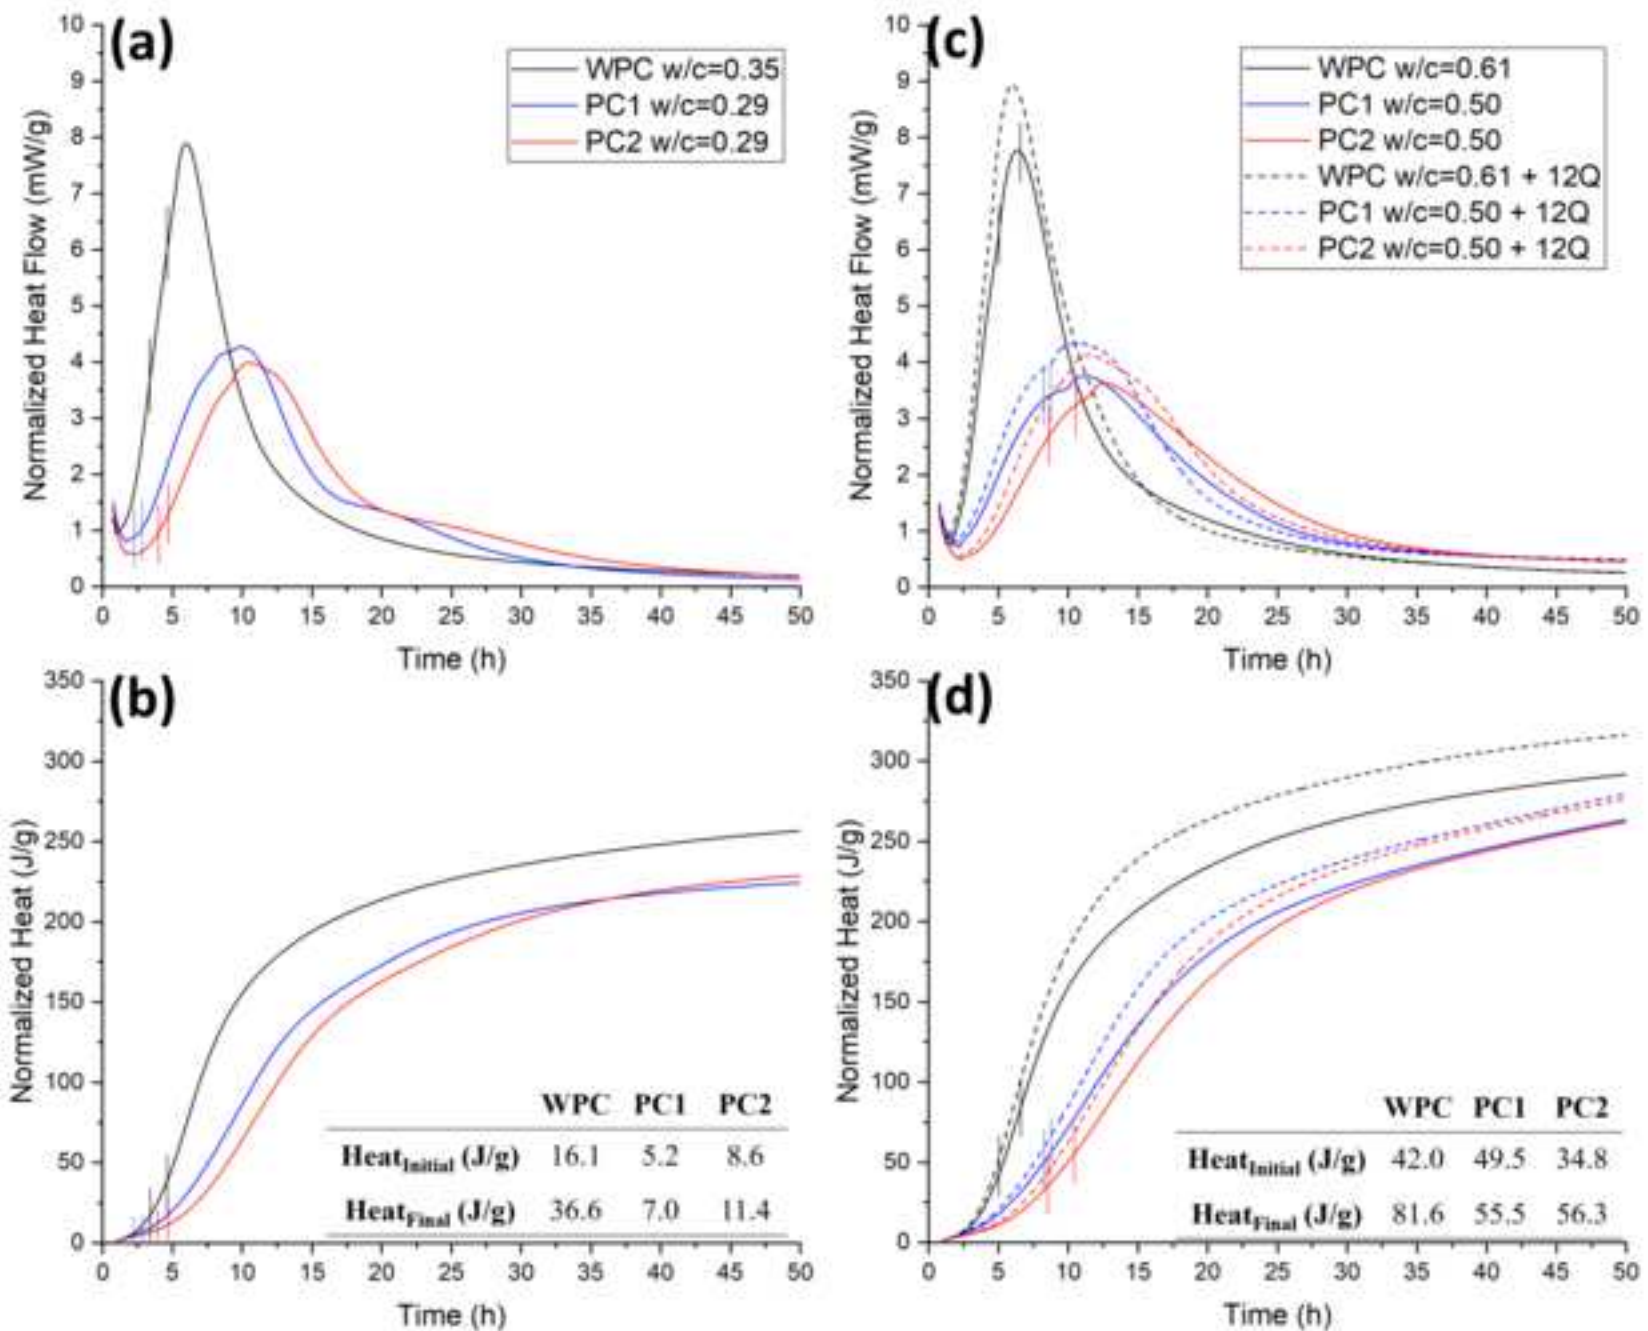 (a)
WPC w/c=0.35
PC1 w/c=0.29
PC2 w/c=0.29
Normalized Heat Flow (mW/g)
10
9
8
7
6
5
4
3
2
1
0
0 5 10 15 20 25 30 35 40 45 50
Time (h)
(c)
WPC w/c=0.61
PC1 w/c=0.50
PC2 w/c=0.50
WPC w/c=0.61 + 12Q
PC1 w/c=0.50 + 12Q
PC2 w/c=0.50 + 12Q
Normalized Heat Flow (mW/g)
10
9
8
7
6
5
4
3
2
1
0
0 5 10 15 20 25 30 35 40 45 50
Time (h)
(b)
Normalized Heat (J/g)
350
300
250
200
150
100
50
0
WPC PC1 PC2
Heat_Initial (J/g) 16.1 5.2 8.6
Heat_Final (J/g) 36.6 7.0 11.4
0 5 10 15 20 25 30 35 40 45 50
Time (h)
(d)
Normalized Heat (J/g)
350
300
250
200
150
100
50
0
WPC PC1 PC2
Heat_Initial (J/g) 42.0 49.5 34.8
Heat_Final (J/g) 81.6 55.5 56.3
0 5 10 15 20 25 30 35 40 45 50
Time (h)